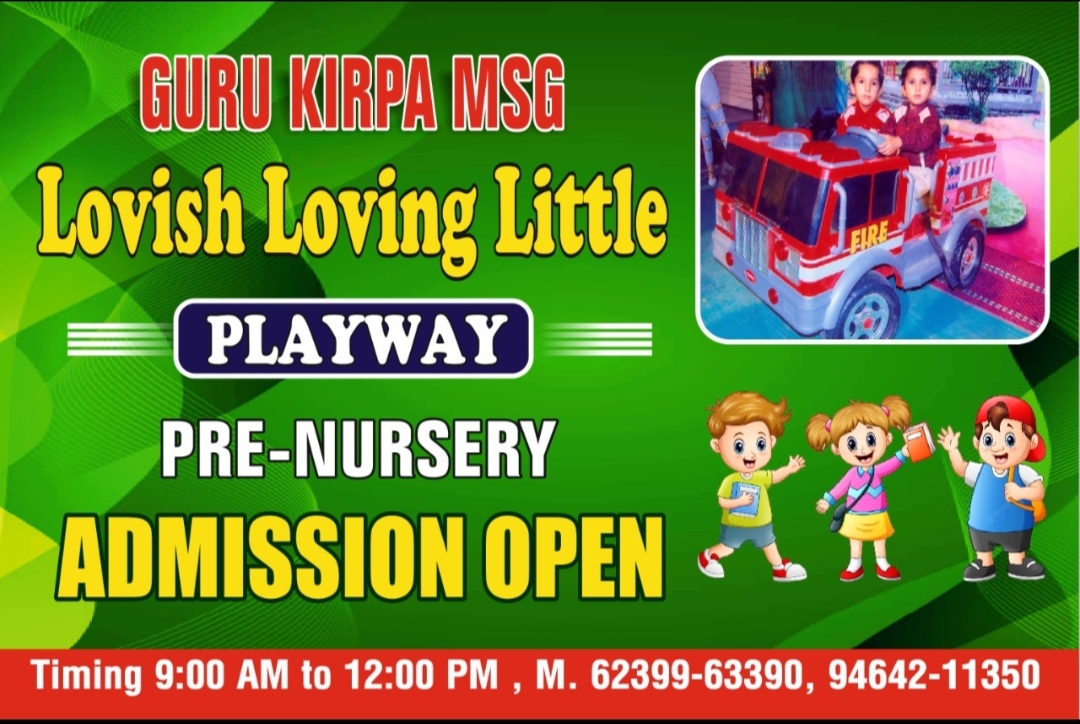 GURU KIRPA MSG
Lovish Loving Little
PLAYWAY
PRE-NURSERY
ADMISSION OPEN
FIRE
Timing 9:00 AM to 12:00 PM , M. 62399-63390, 94642-11350